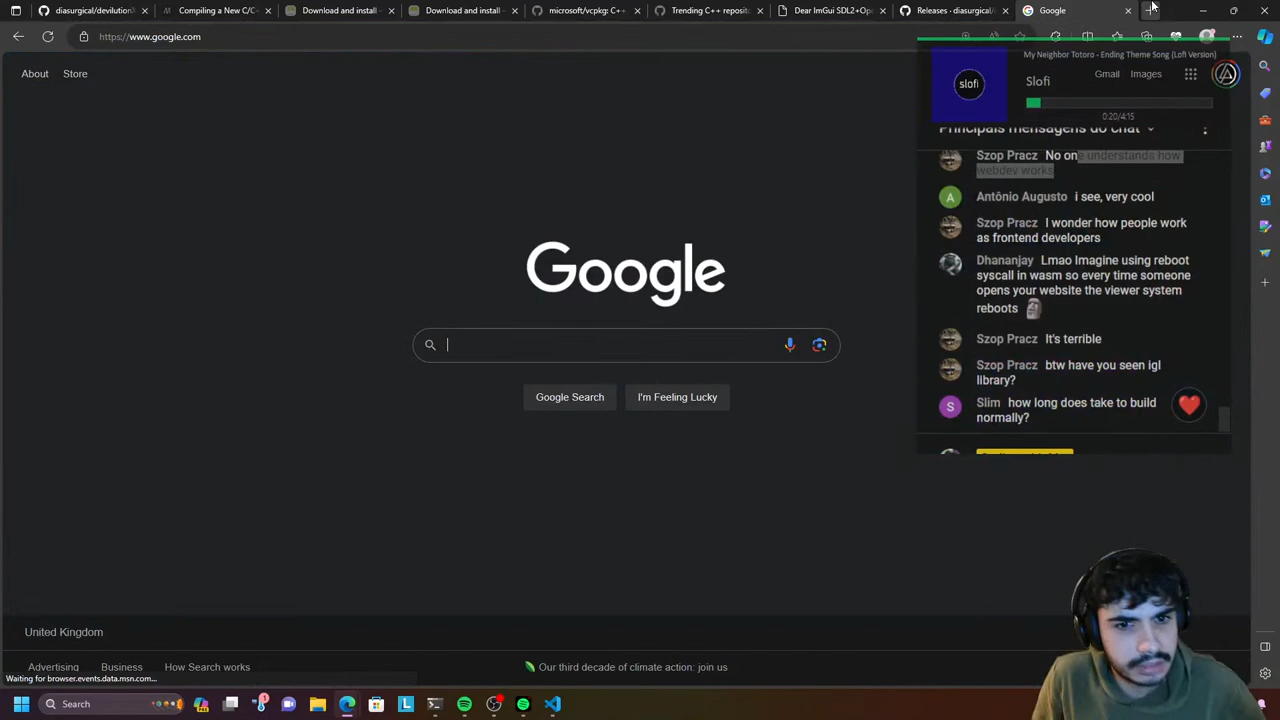 diasurgical/devilutionX
Compiling a New C/C
Download and install
Download and install
microsoft/vcpkg: C++
Trending C++ reposito
Dear ImGui SDL2+Ope
Releases · diasurgical/
Google
https://www.google.com
About
Store
Gmail
Images
My Neighbor Totoro - Ending Theme Song (Lofi Version)
slofi
Slofi
0:20/4:15
Principais mensagens do chat
Szop Pracz No one understands how
webdev works
Antônio Augusto i see, very cool
Szop Pracz I wonder how people work
as frontend developers
Dhananjay Lmao Imagine using reboot
syscall in wasm so every time someone
opens your website the viewer system
reboots
Szop Pracz It's terrible
Szop Pracz btw have you seen igl
library?
Slim how long does take to build
normally?
Google
Google Search
I'm Feeling Lucky
United Kingdom
Advertising
Business
How Search works
Our third decade of climate action: join us
Waiting for browser.events.data.msn.com...
Search